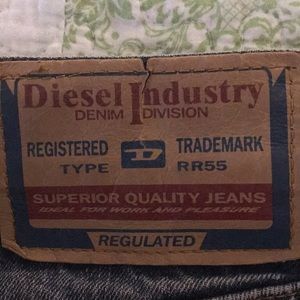 Diesel Industry
DENIM DIVISION
REGISTERED TRADEMARK
TYPE D RR55
SUPERIOR QUALITY JEANS
IDEAL FOR WORK AND PLEASURE
REGULATED